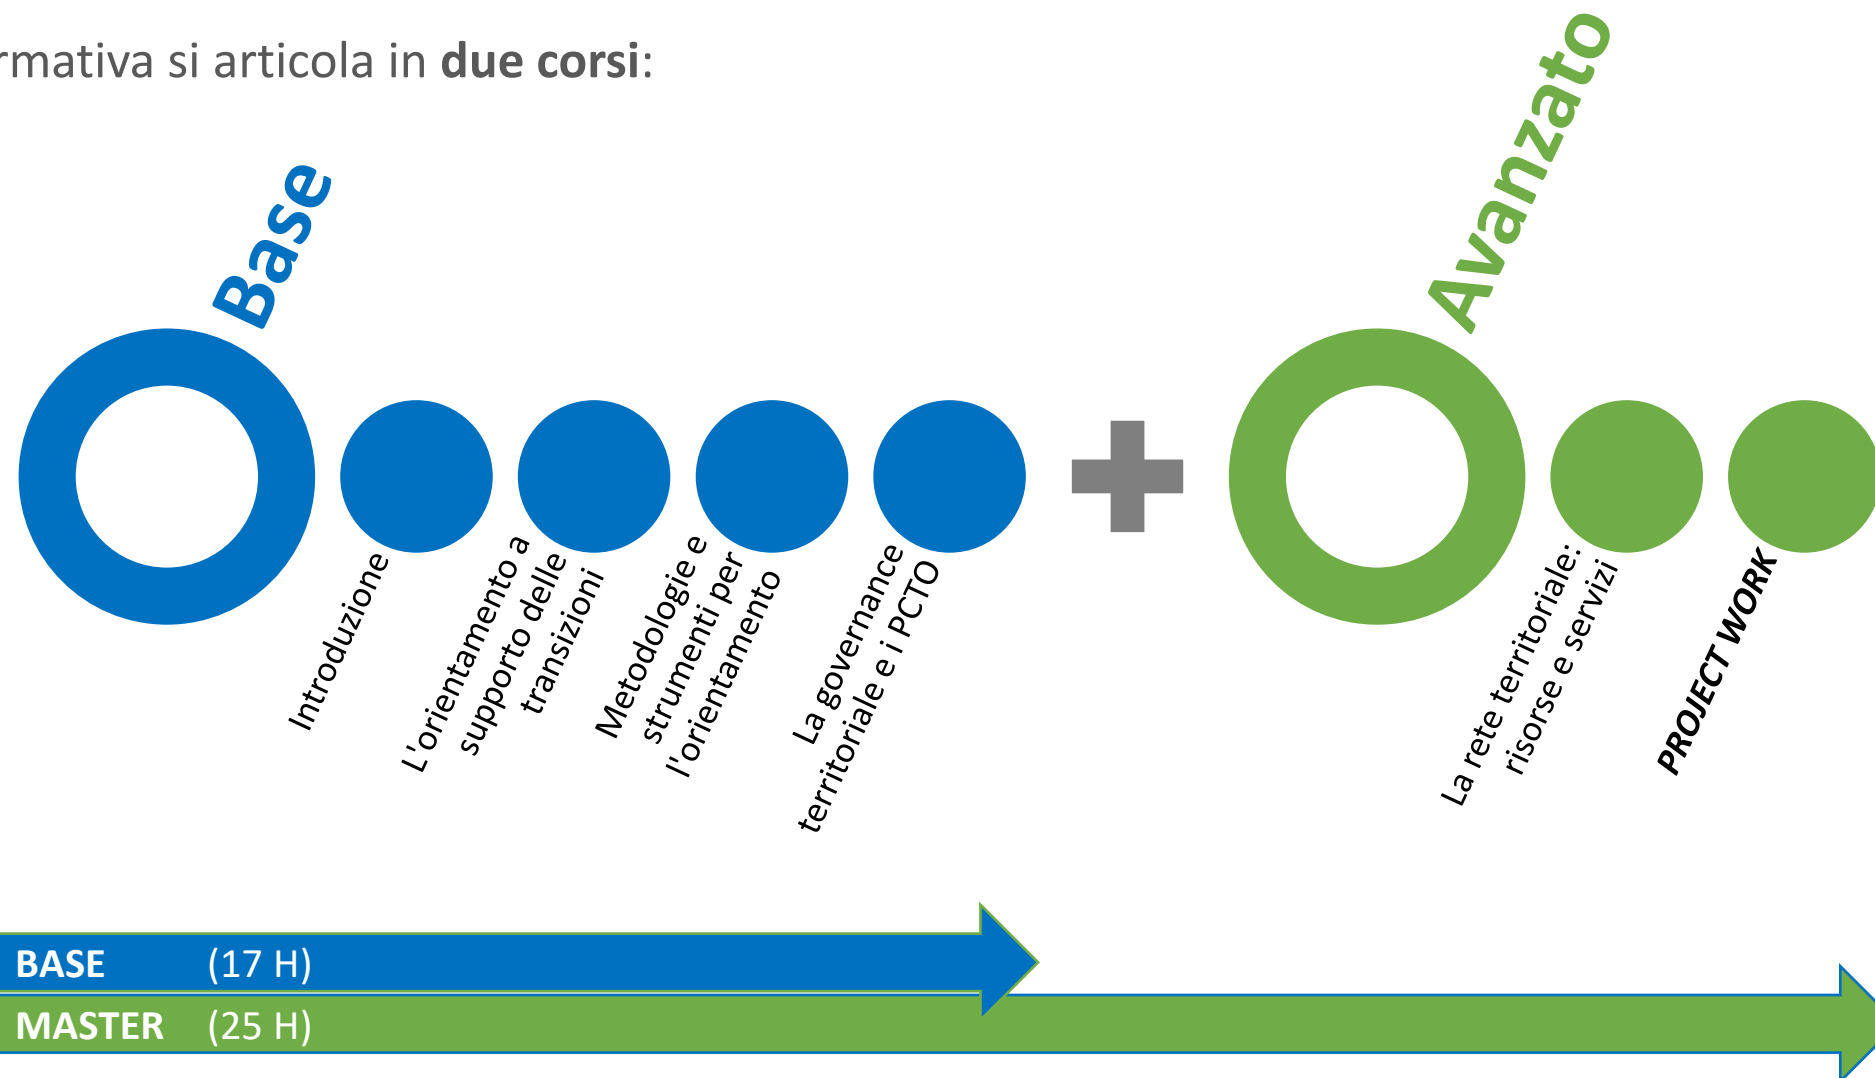 rmativa si articola in due corsi:
Base
Avanzato
Introduzione
L'orientamento a
supporto delle
transizioni
Metodologie e
strumenti per
l'orientamento
La governance
territoriale e i PCTO
La rete territoriale:
risorse e servizi
PROJECT WORK
BASE (17 H)
MASTER (25 H)